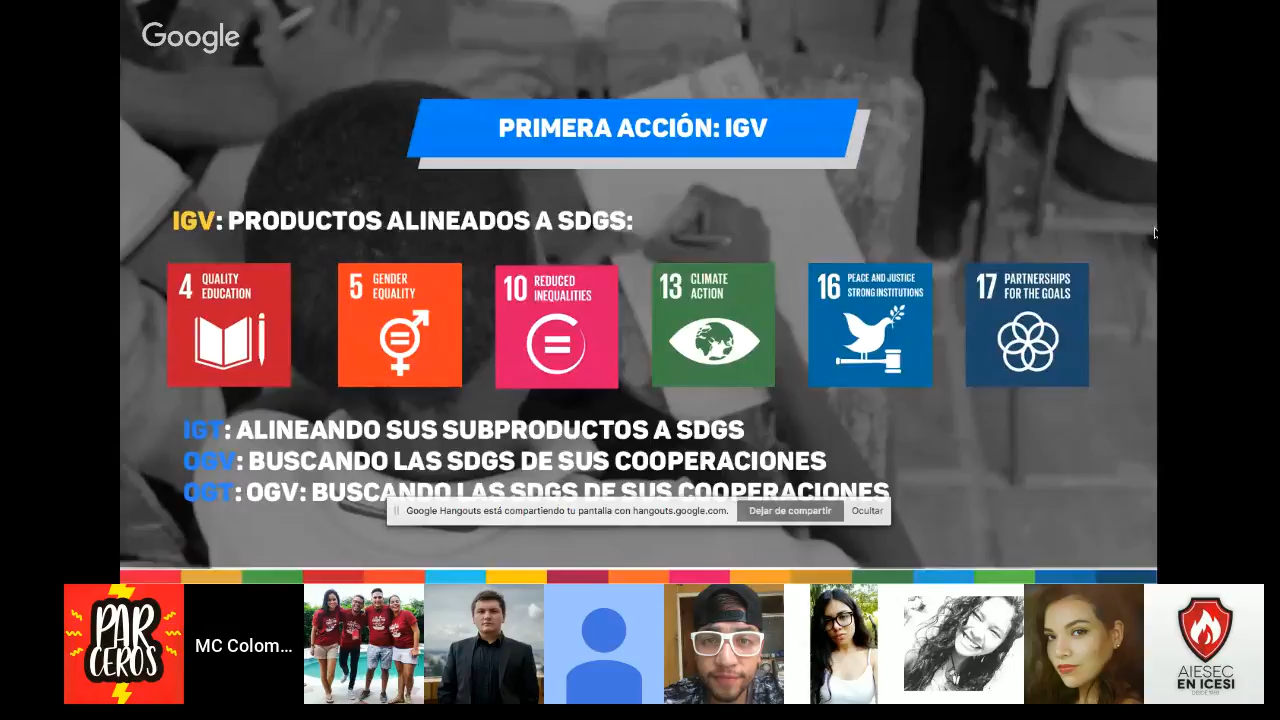 Google
PRIMERA ACCIÓN: IGV
IGV: PRODUCTOS ALINEADOS A SDGS:
4 QUALITY
EDUCATION
5 GENDER
EQUALITY
10 REDUCED
INEQUALITIES
13 CLIMATE
ACTION
16 PEACE AND JUSTICE
STRONG INSTITUTIONS
17 PARTNERSHIPS
FOR THE GOALS
IGT: ALINEANDO SUS SUBPRODUCTOS A SDGS
OGV: BUSCANDO LAS SDGS DE SUS COOPERACIONES
OGT: OGV: BUSCANDO LAS SDGS DE SUS COOPERACIONES
Google Hangouts está compartiendo tu pantalla con hangouts.google.com. Dejar de compartir Ocultar
PAR
CEROS
MC Colom...
AIESEC
EN ICESI